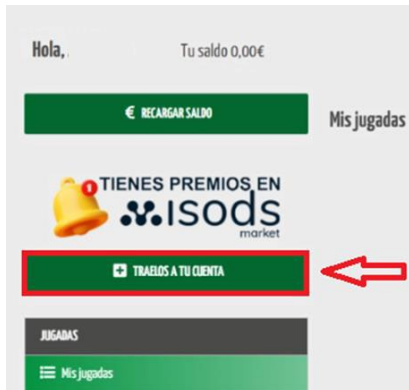 Hola,
Tu saldo 0,00€
€ RECARGAR SALDO
Mis jugadas
1
TIENES PREMIOS EN
ISODS
market
TRAELOS A TU CUENTA
JUGADAS
Mis jugadas